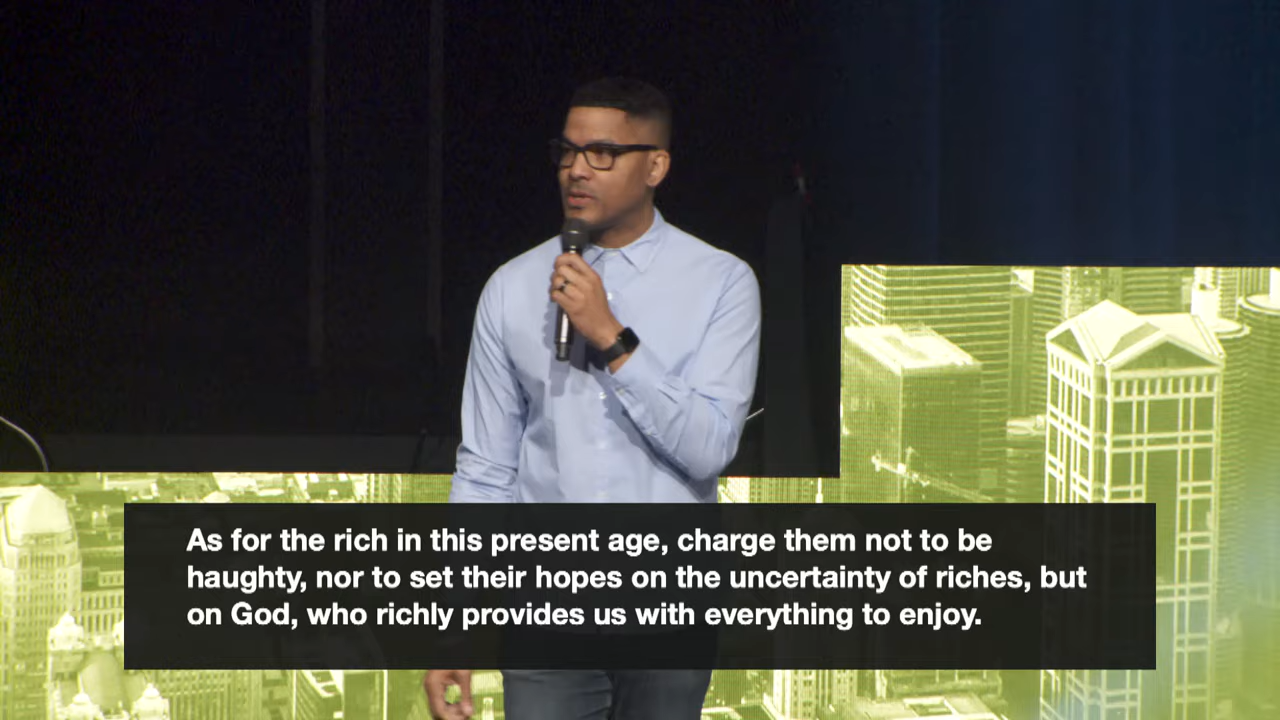 As for the rich in this present age, charge them not to be
haughty, nor to set their hopes on the uncertainty of riches, but
on God, who richly provides us with everything to enjoy.